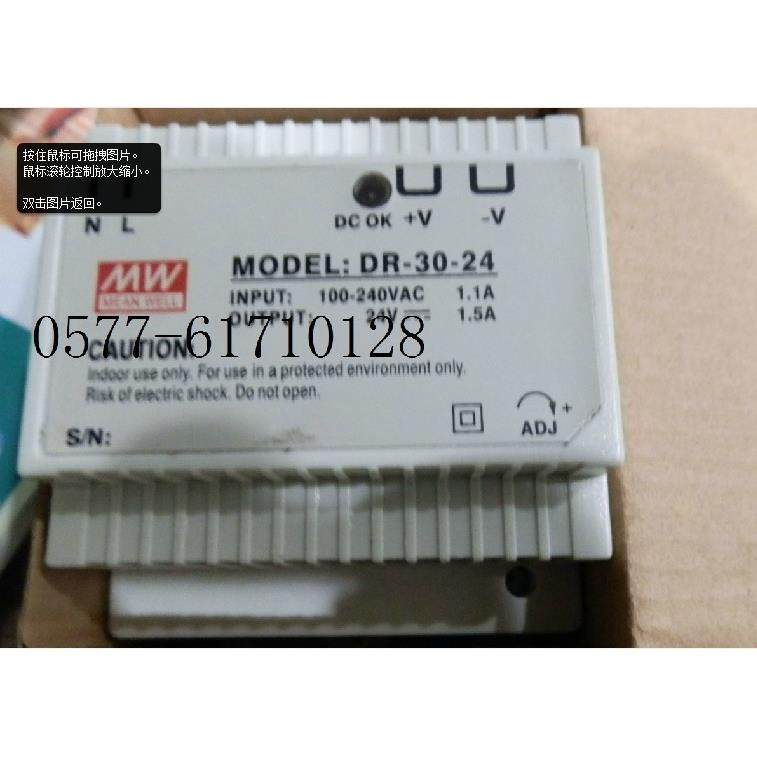 按住鼠标可拖拽图片。
鼠标滚轮控制放大缩小。
双击图片返回。
N L
DC OK +V -V
MODEL: DR-30-24
MW
MEAN WELL
INPUT: 100-240VAC 1.1A
OUTPUT: 24V 1.5A
0577-61710128
CAUTION:
Indoor use only. For use in a protected environment only.
Risk of electric shock. Do not open.
S/N:
ADJ +